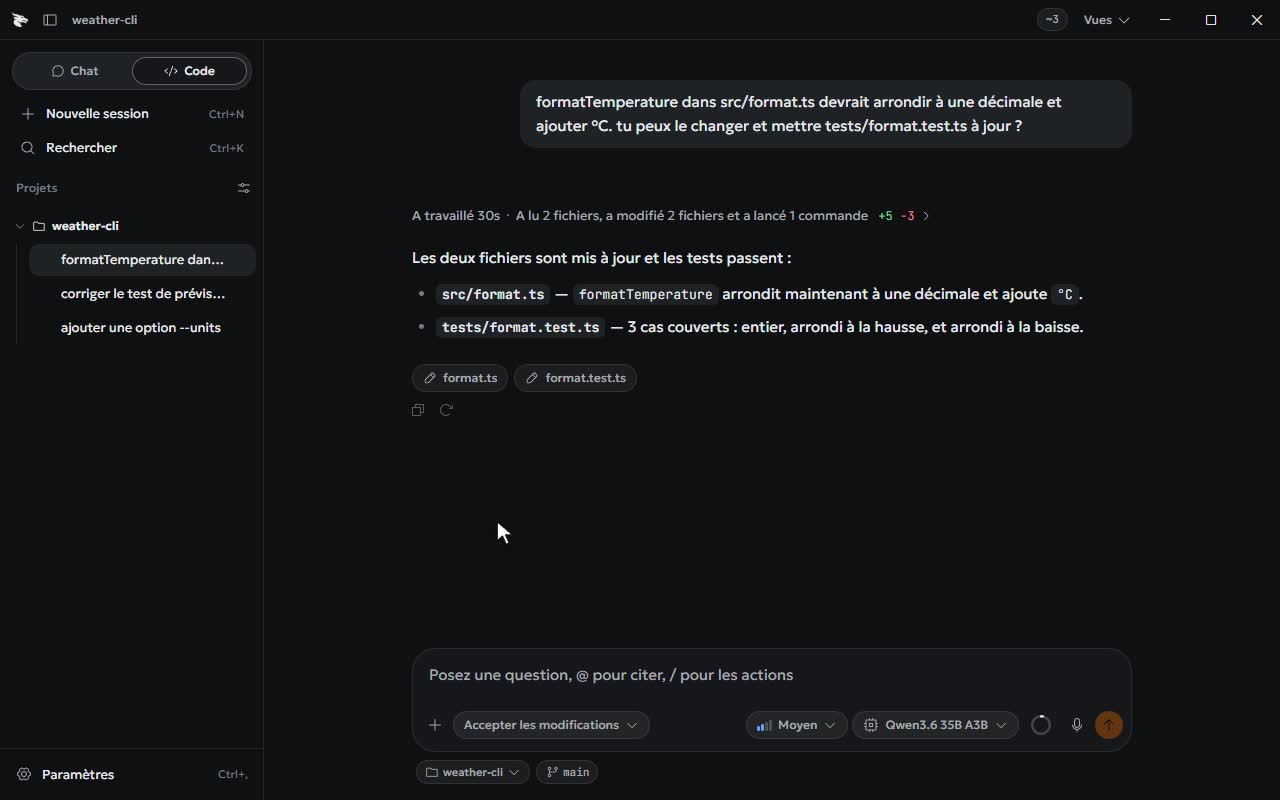 weather-cli
~3
Vues
Chat
Code
Nouvelle session Ctrl+N
Rechercher Ctrl+K
Projets
weather-cli
formatTemperature dan...
corriger le test de prévis...
ajouter une option --units
Paramètres Ctrl+,
formatTemperature dans src/format.ts devrait arrondir à une décimale et
ajouter °C. tu peux le changer et mettre tests/format.test.ts à jour ?
A travaillé 30s · A lu 2 fichiers, a modifié 2 fichiers et a lancé 1 commande +5 -3
Les deux fichiers sont mis à jour et les tests passent :
• src/format.ts — formatTemperature arrondit maintenant à une décimale et ajoute °C .
• tests/format.test.ts — 3 cas couverts : entier, arrondi à la hausse, et arrondi à la baisse.
format.ts format.test.ts
Posez une question, @ pour citer, / pour les actions
Accepter les modifications Moyen Qwen3.6 35B A3B
weather-cli main